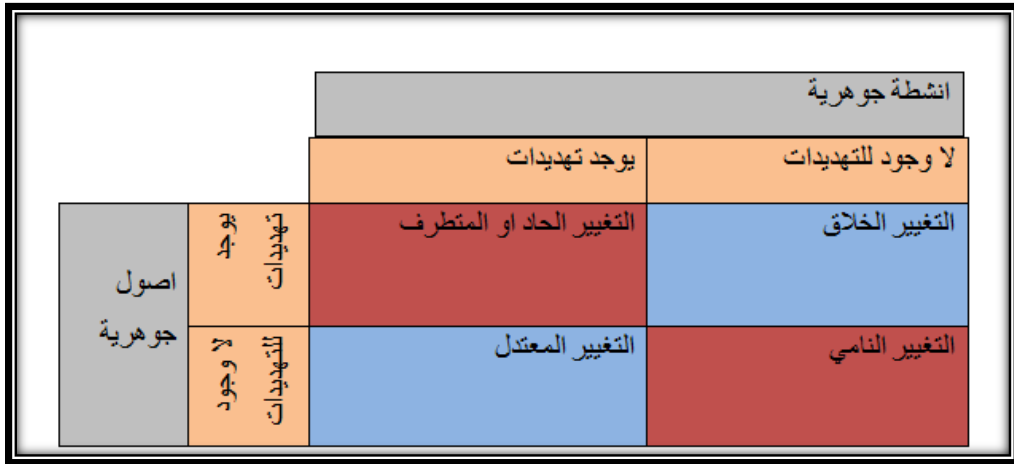 انشطة جوهرية
لا وجود للتهديدات
يوجد تهديدات
اصول
جوهرية
يوجد
تهديدات
التغيير الحاد او المتطرف
التغيير الخلاق
لا وجود
للتهديدات
التغيير المعتدل
التغيير النامي